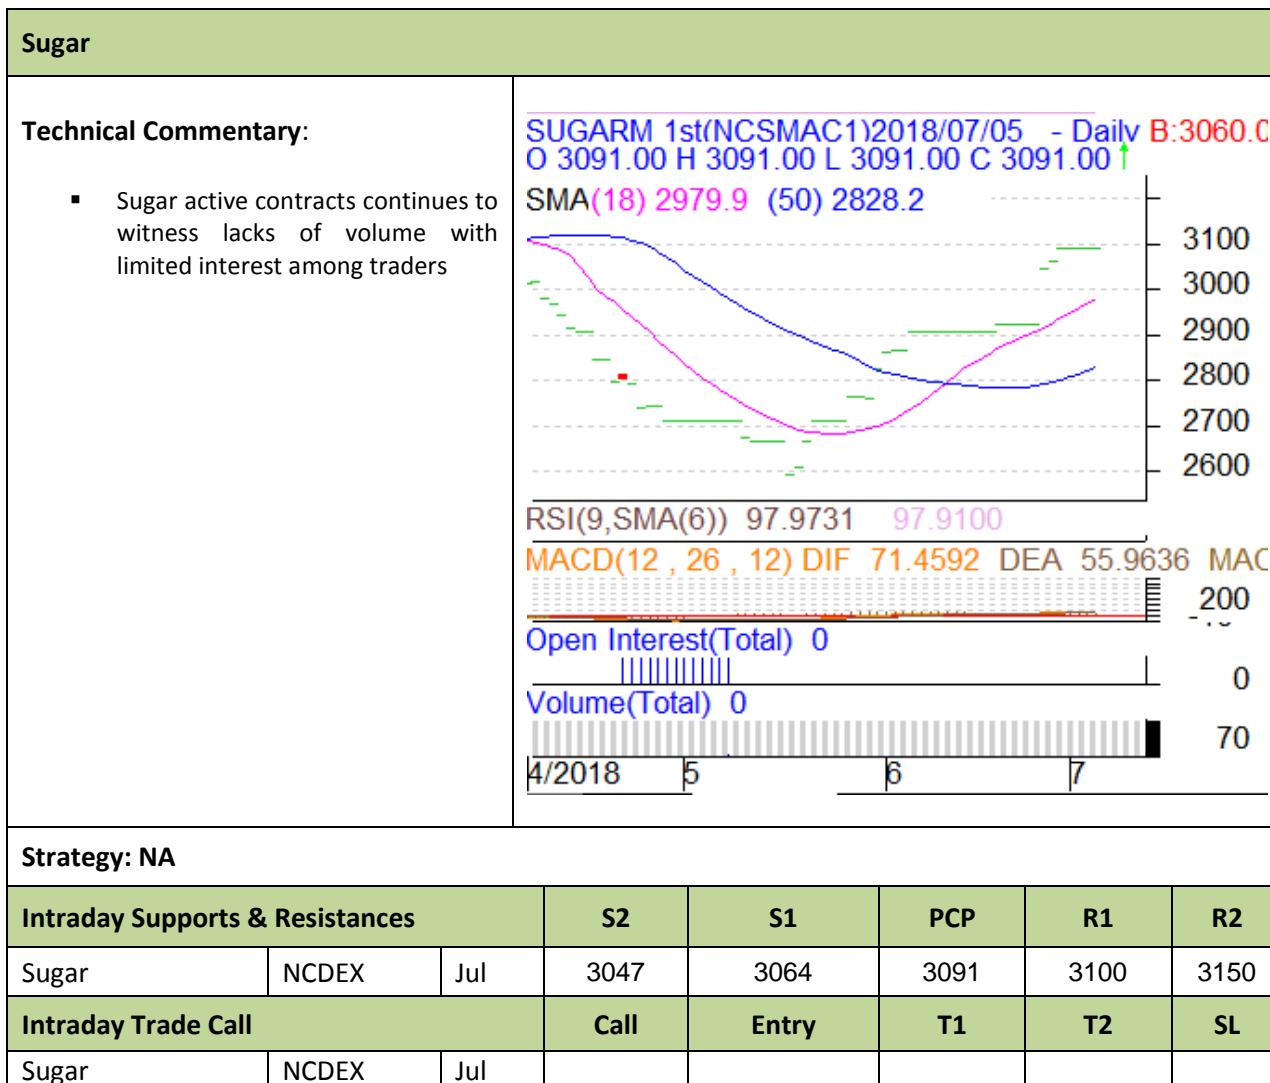 Sugar
Technical Commentary:
▪ Sugar active contracts continues to
witness lacks of volume with
limited interest among traders
SUGARM 1st(NCSMAC1)2018/07/05 - Daily B:3060.0
O 3091.00 H 3091.00 L 3091.00 C 3091.00
SMA(18) 2979.9 (50) 2828.2
3100
3000
2900
2800
2700
2600
RSI(9,SMA(6)) 97.9731 97.9100
MACD(12 , 26 , 12) DIF 71.4592 DEA 55.9636 MAC
200
Open Interest(Total) 0
0
Volume(Total) 0
70
4/2018 5 6 7
Strategy: NA
Intraday Supports & Resistances S2 S1 PCP R1 R2
Sugar NCDEX Jul 3047 3064 3091 3100 3150
Intraday Trade Call Call Entry T1 T2 SL
Sugar NCDEX Jul